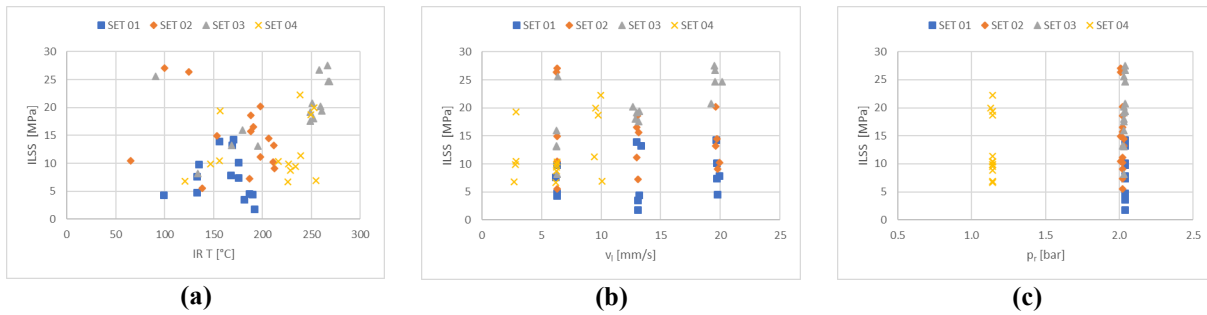 SET 01 SET 02 SET 03 SET 04
30
25
20
15
10
5
0
ILSS [MPa]
0 50 100 150 200 250 300
IR T [°C]
(a)
SET 01 SET 02 SET 03 SET 04
30
25
20
15
10
5
0
ILSS [MPa]
0 5 10 15 20 25
v_l [mm/s]
(b)
SET 01 SET 02 SET 03 SET 04
30
25
20
15
10
5
0
ILSS [MPa]
0.5 1.0 1.5 2.0 2.5
p_r [bar]
(c)